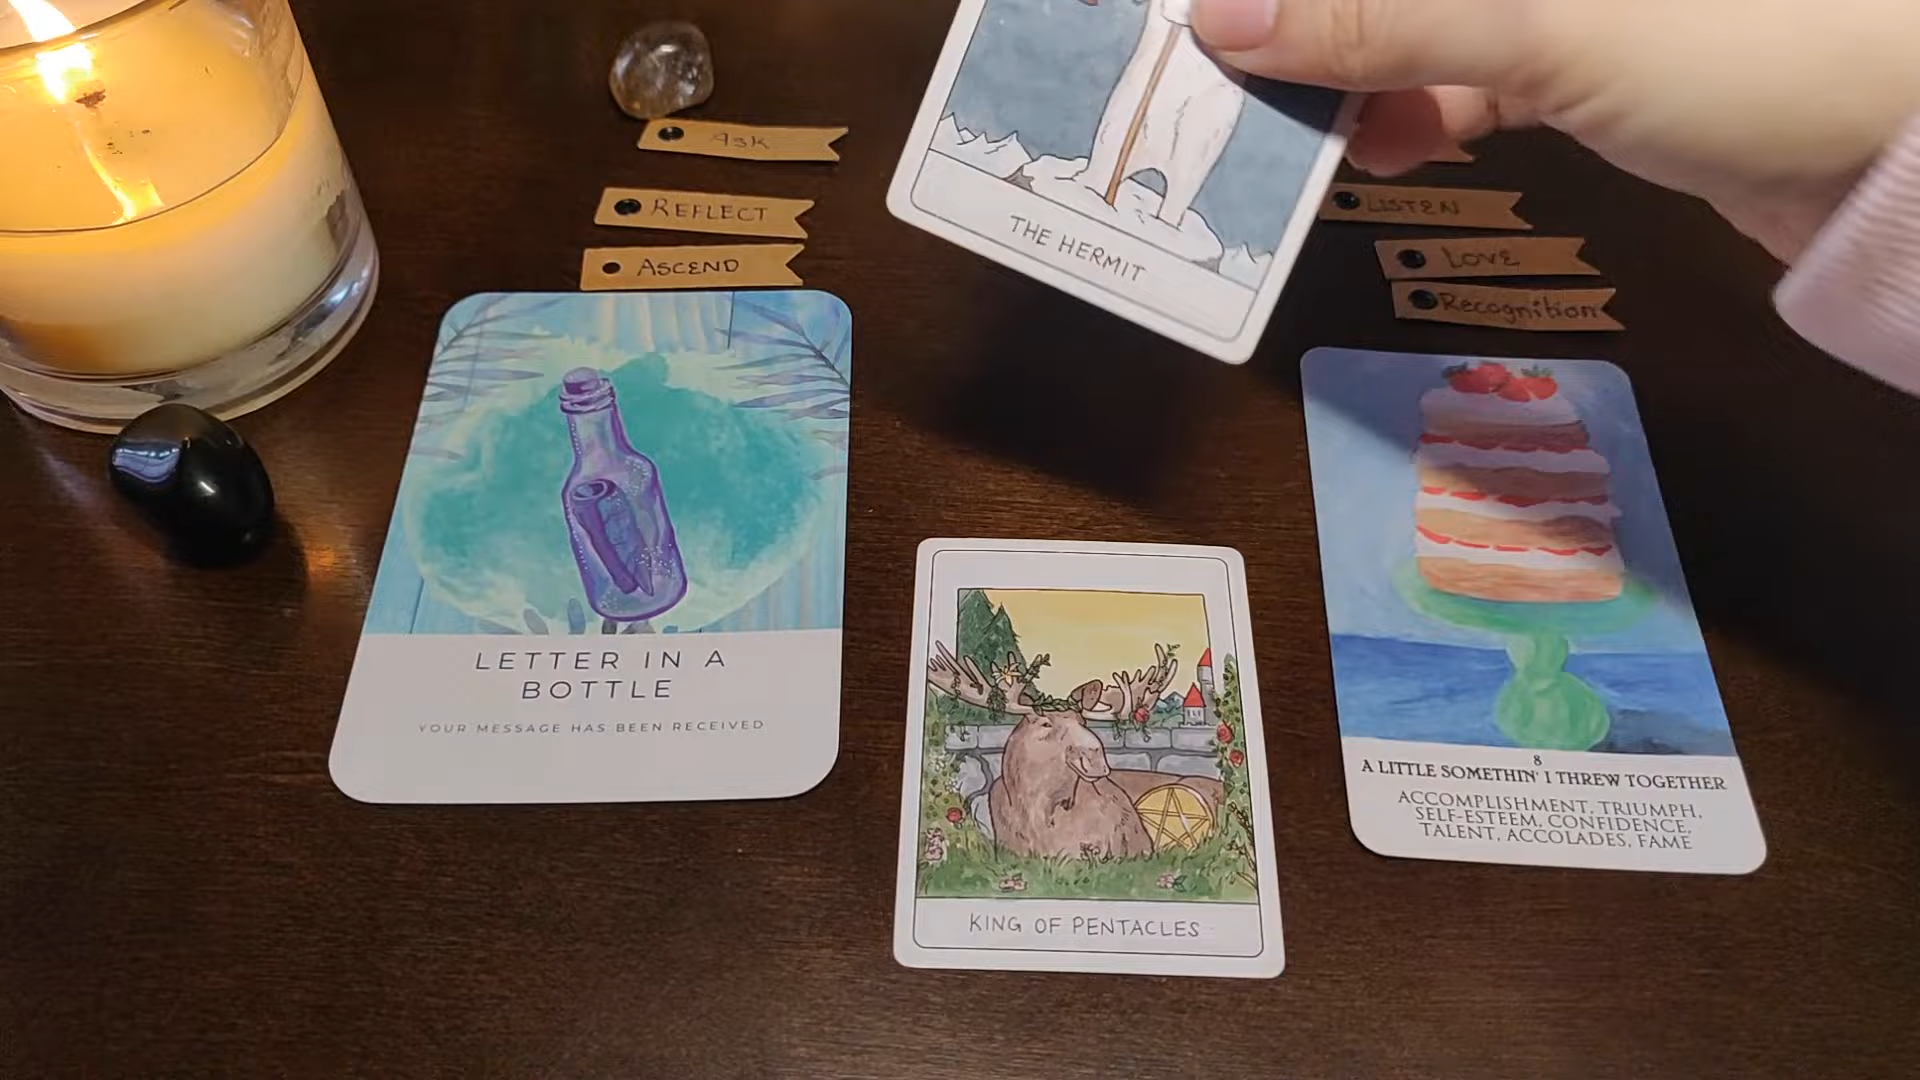 ASK
REFLECT
ASCEND
THE HERMIT
LISTEN
LOVE
Recognition
LETTER IN A
BOTTLE
YOUR MESSAGE HAS BEEN RECEIVED
KING OF PENTACLES
8
A LITTLE SOMETHIN' I THREW TOGETHER
ACCOMPLISHMENT, TRIUMPH,
SELF-ESTEEM, CONFIDENCE,
TALENT, ACCOLADES, FAME